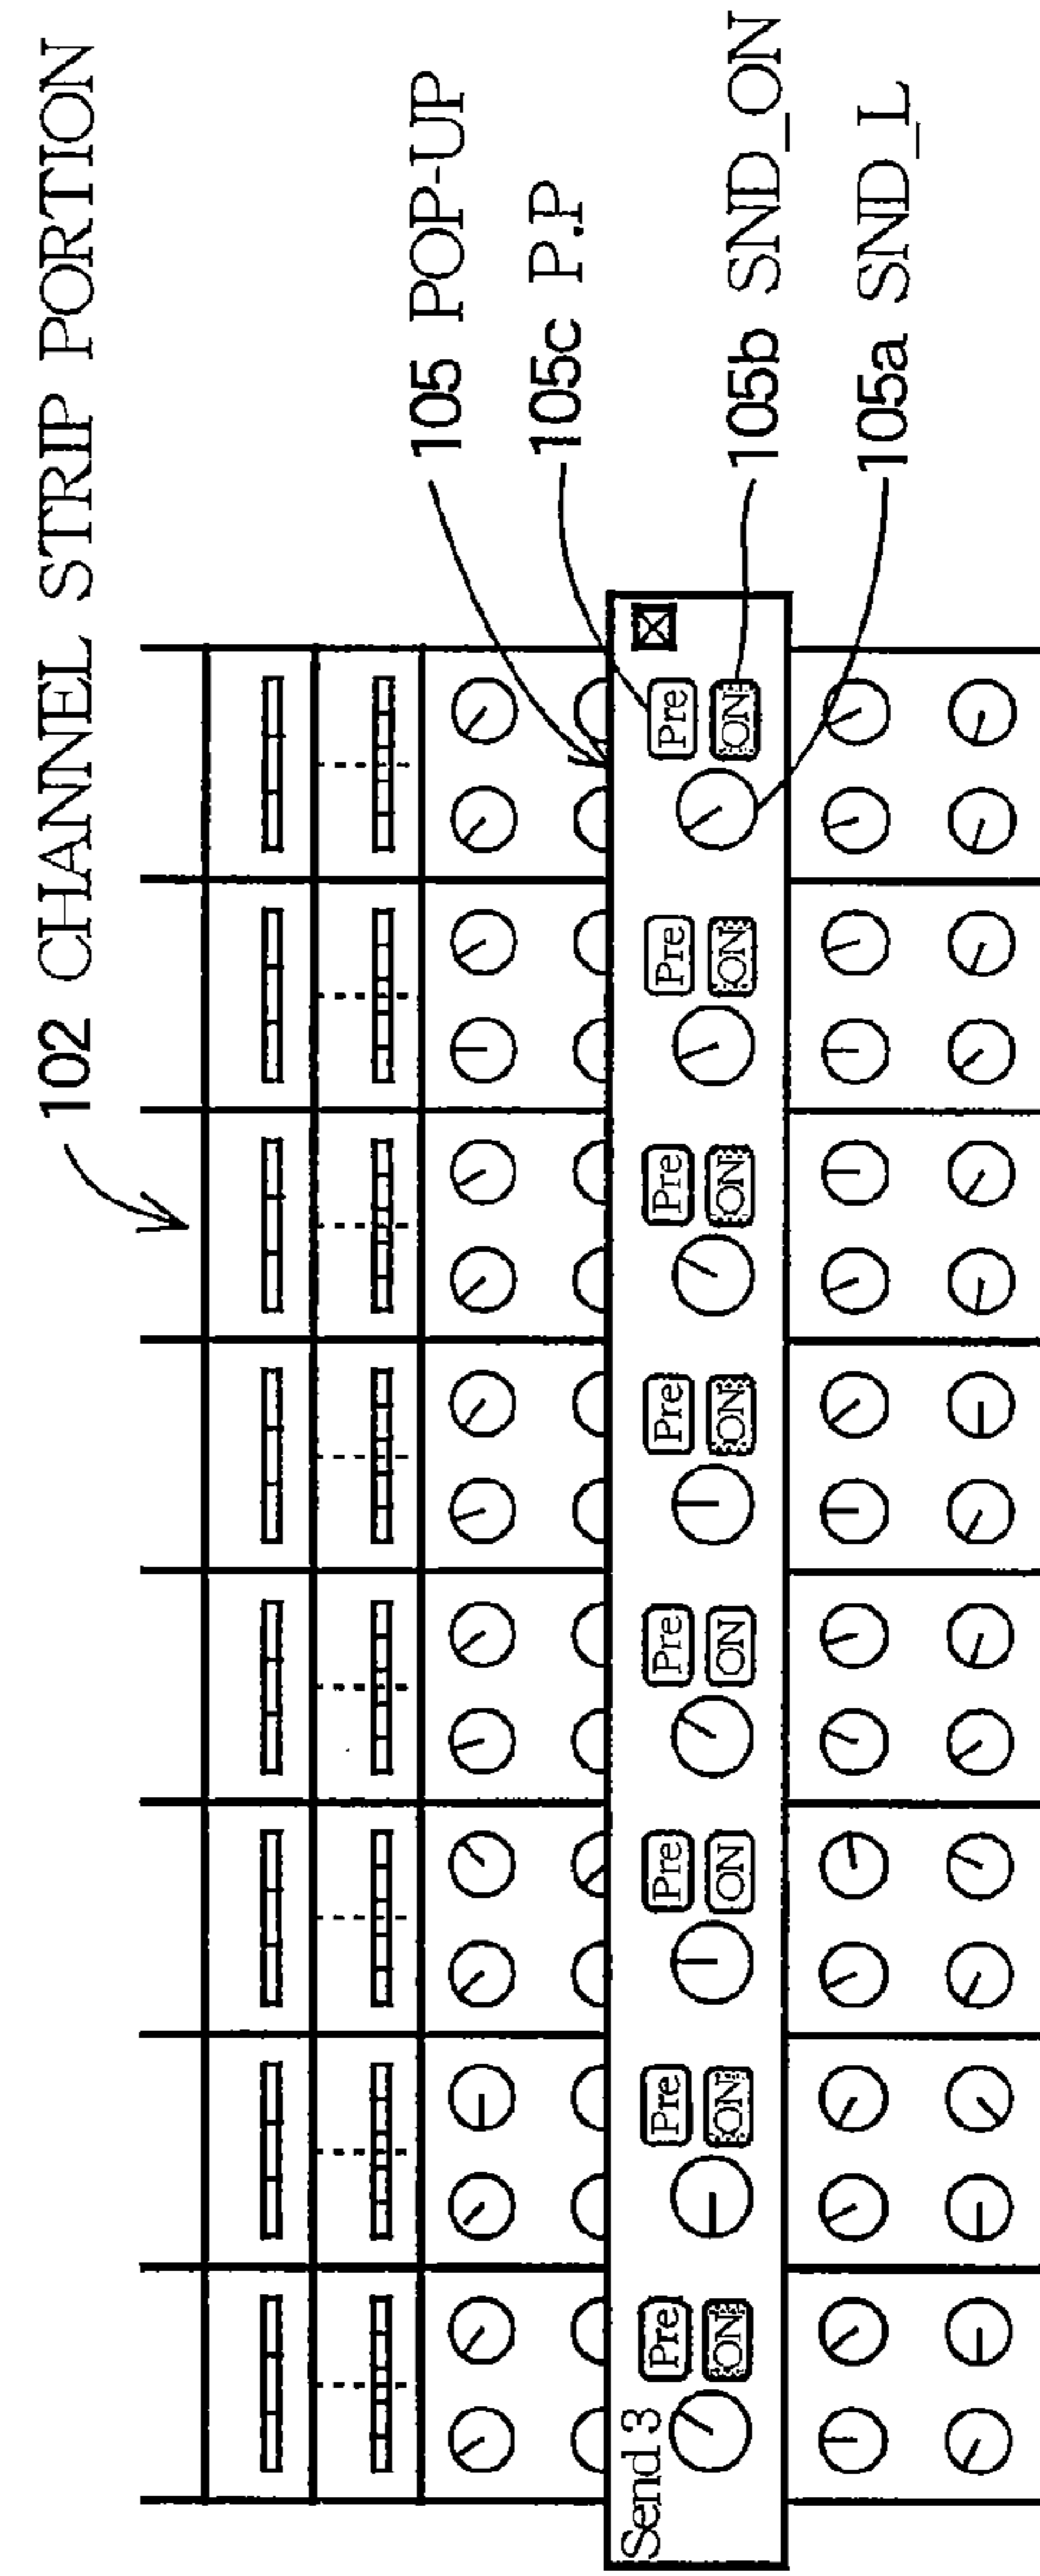 102 CHANNEL STRIP PORTION
105 POP-UP
105c P.P
105b SND_ON
105a SND_L
Send 3
Pre Pre Pre Pre Pre Pre Pre Pre
ON ON ON ON ON ON ON ON